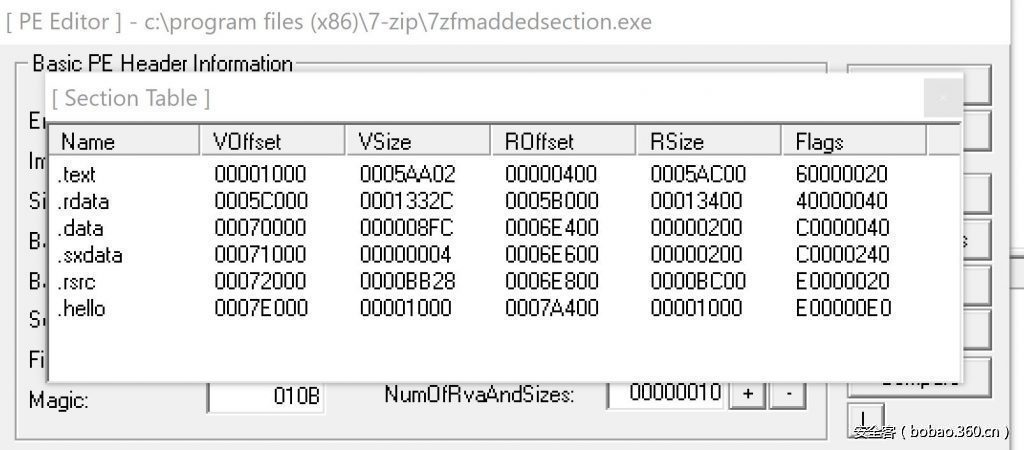 [ PE Editor ] - c:\program files (x86)\7-zip\7zfmaddedsection.exe
Basic PE Header Information
[ Section Table ]
Name VOffset VSize ROffset RSize Flags
.text 00001000 0005AA02 00000400 0005AC00 60000020
.rdata 0005C000 0001332C 0005B000 00013400 40000040
.data 00070000 000008FC 0006E400 00000200 C0000040
.sxdata 00071000 00000004 0006E600 00000200 C0000240
.rsrc 00072000 0000BB28 0006E800 0000BC00 E0000020
.hello 0007E000 00001000 0007A400 00001000 E00000E0
Magic: 010B NumOfRvaAndSizes: 00000010 + -
L
安全客 ( bobao.360.cn )